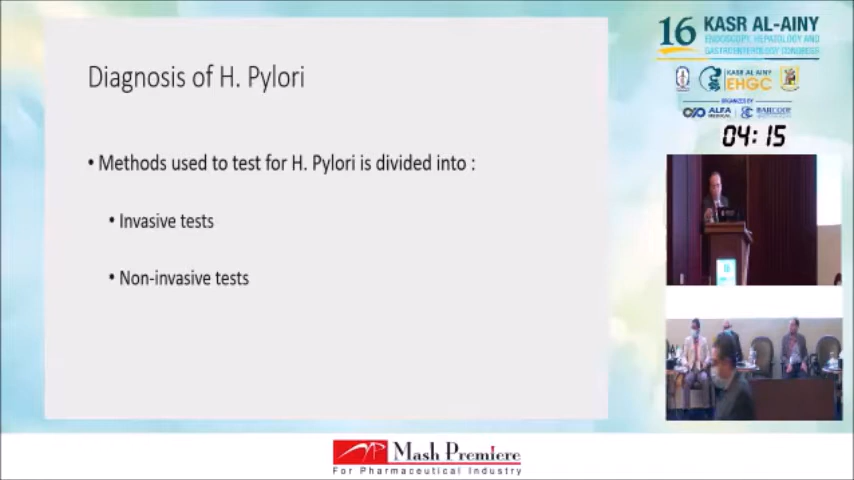 Diagnosis of H. Pylori
• Methods used to test for H. Pylori is divided into :
• Invasive tests
• Non-invasive tests
16 KASR AL-AINY
ENDOSCOPY, HEPATOLOGY AND
GASTROENTEROLOGY CONGRESS
KASR AL AINY
EHGC
ORGANIZED BY
ALFA
MEDICAL
BARCODE
04:15
Mash Premiere
For Pharmaceutical Industry